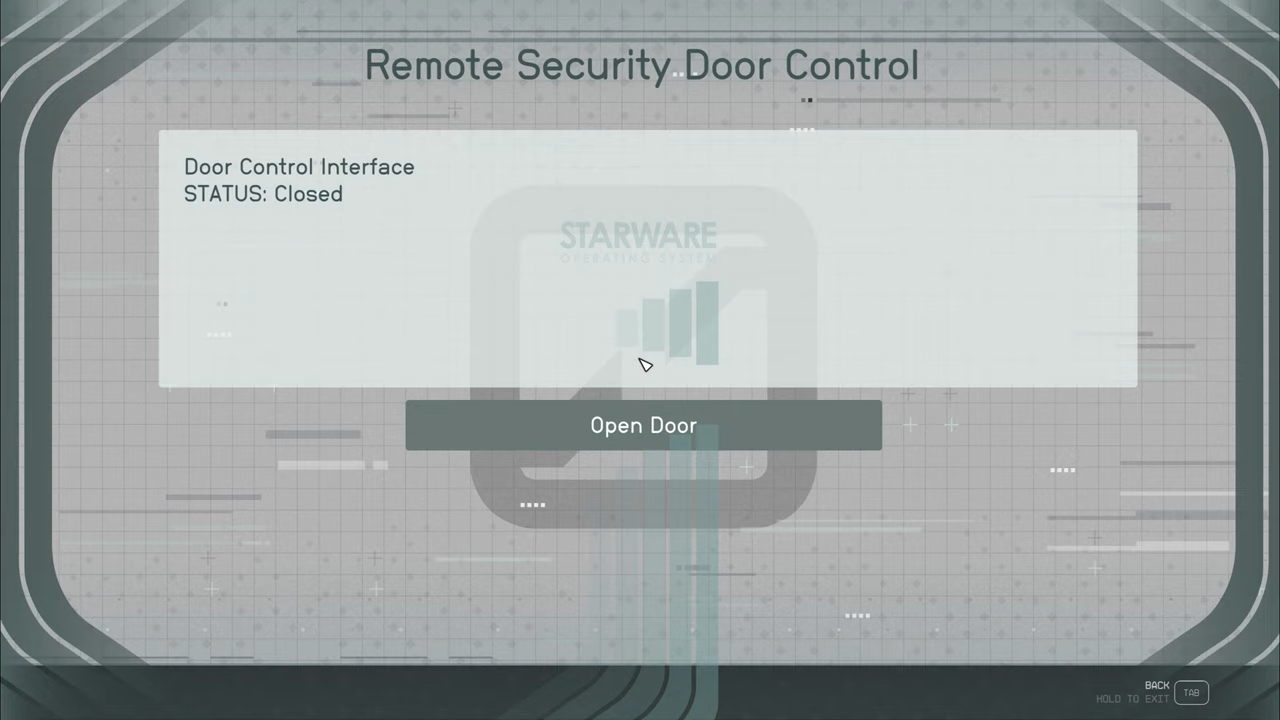 Remote Security Door Control
Door Control Interface
STATUS: Closed
STARWARE
OPERATING SYSTEM
Open Door
BACK
HOLD TO EXIT
TAB